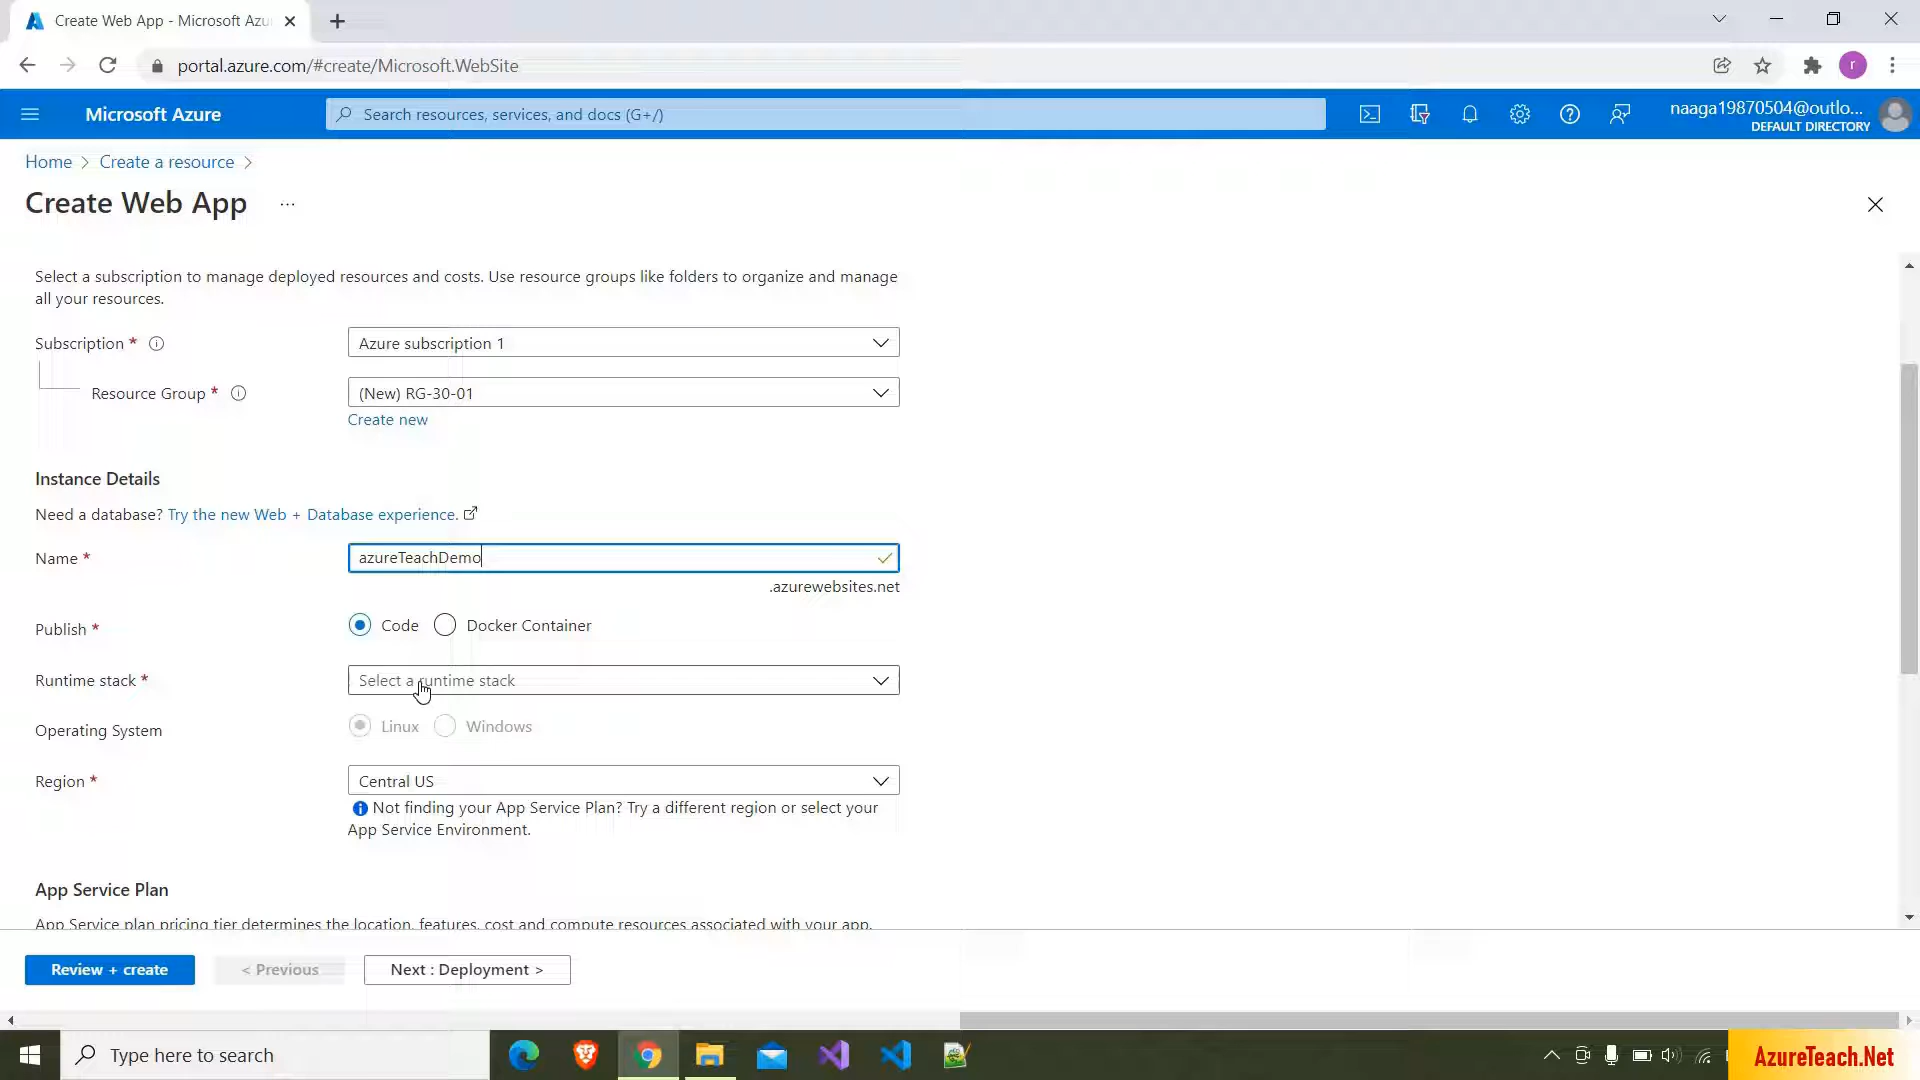 Create Web App - Microsoft Azu
portal.azure.com/#create/Microsoft.WebSite
r
Microsoft Azure
Search resources, services, and docs (G+/)
naaga19870504@outlo...
DEFAULT DIRECTORY
Home > Create a resource >
Create Web App ...
Select a subscription to manage deployed resources and costs. Use resource groups like folders to organize and manage
all your resources.
Subscription *
Azure subscription 1
Resource Group *
(New) RG-30-01
Create new
Instance Details
Need a database? Try the new Web + Database experience.
Name *
azureTeachDemo
.azurewebsites.net
Publish *
Code
Docker Container
Runtime stack *
Select a runtime stack
Operating System
Linux
Windows
Region *
Central US
Not finding your App Service Plan? Try a different region or select your
App Service Environment.
App Service Plan
App Service plan pricing tier determines the location, features, cost and compute resources associated with your app.
Review + create
< Previous
Next : Deployment >
Type here to search
AzureTeach.Net